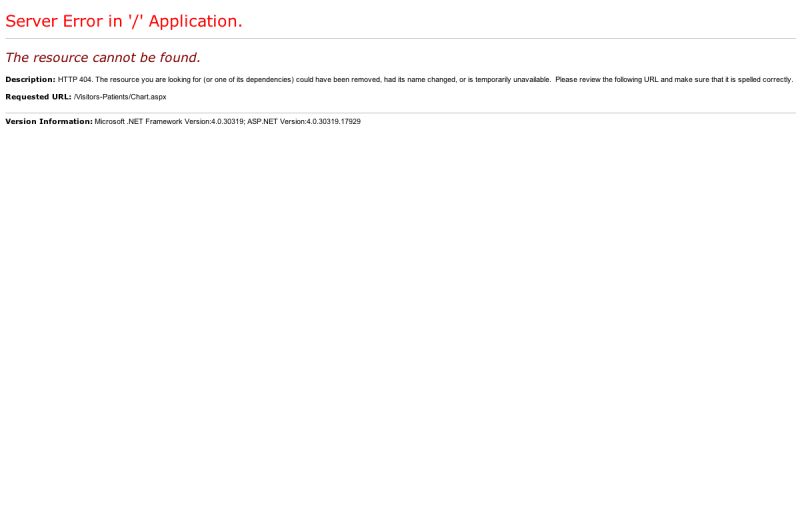 Server Error in '/' Application.
The resource cannot be found.
Description: HTTP 404. The resource you are looking for (or one of its dependencies) could have been removed, had its name changed, or is temporarily unavailable.  Please review the following URL and make sure that it is spelled correctly.
Requested URL: /Visitors-Patients/Chart.aspx
Version Information: Microsoft .NET Framework Version:4.0.30319; ASP.NET Version:4.0.30319.17929